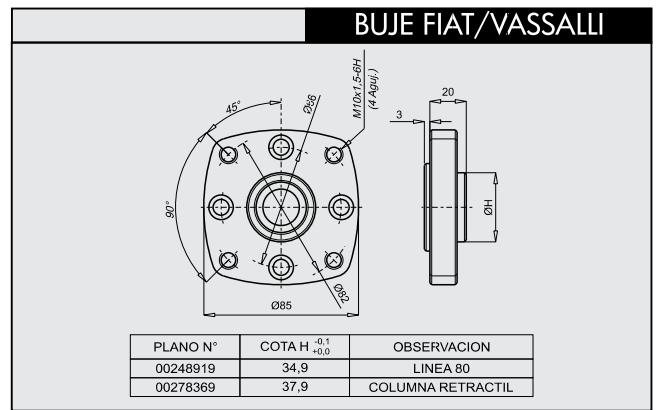 BUJE FIAT/VASSALLI
45°
Ø66
M10x1,5-6H
(4 Aguj.)
20
3
90°
ØH
Ø82
Ø85
PLANO N° COTA H -0,1 +0,0 OBSERVACION
00248919 34,9 LINEA 80
00278369 37,9 COLUMNA RETRACTIL